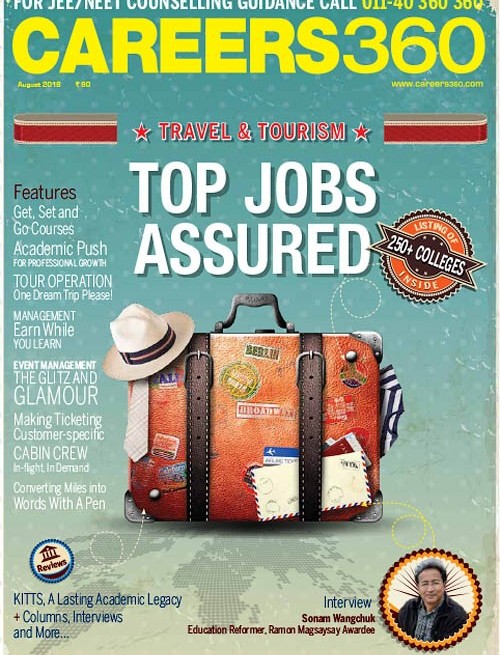 FOR JEE/NEET COUNSELLING GUIDANCE CALL 011-40 360 360
CAREERS360
August 2018 ₹80
www.careers360.com
★ TRAVEL & TOURISM ★
TOP JOBS
ASSURED
LISTING OF
250+ COLLEGES
INSIDE
Features
Get, Set and
Go-Courses
Academic Push
FOR PROFESSIONAL GROWTH
TOUR OPERATION
One Dream Trip Please!
MANAGEMENT
Earn While
YOU LEARN
EVENT MANAGEMENT
THE GLITZ AND
GLAMOUR
Making Ticketing
Customer-specific
CABIN CREW
In-flight, In Demand
Converting Miles into
Words With A Pen
BERLIN
BROADWAY
Reviews
KITTS, A Lasting Academic Legacy
+ Columns, Interviews
and More...
Interview
Sonam Wangchuk
Education Reformer, Ramon Magsaysay Awardee